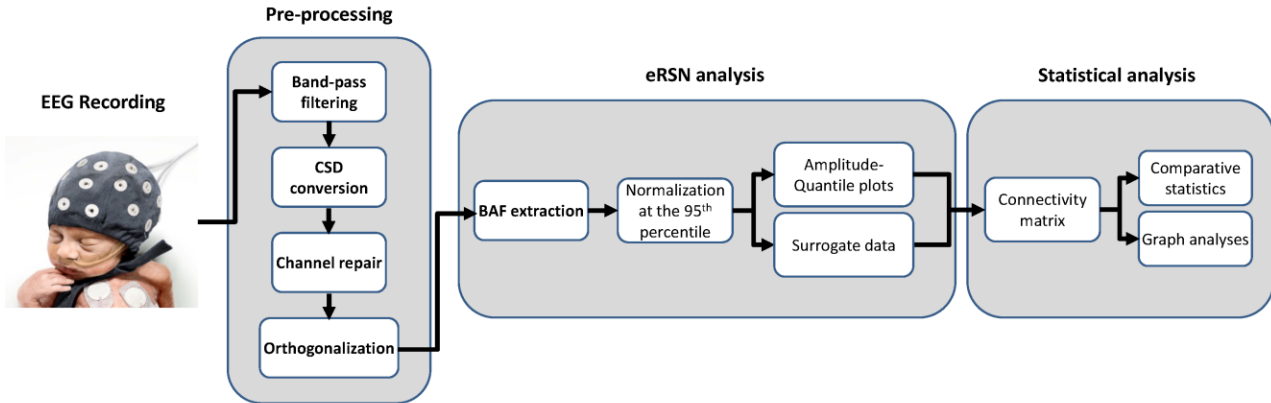 EEG Recording
Pre-processing
Band-pass
filtering
CSD
conversion
Channel repair
Orthogonalization
eRSN analysis
BAF extraction
Normalization
at the 95th
percentile
Amplitude-
Quantile plots
Surrogate data
Statistical analysis
Connectivity
matrix
Comparative
statistics
Graph analyses